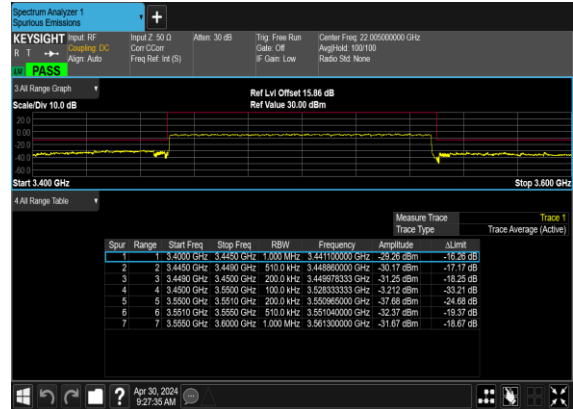 Spectrum Analyzer 1
Spurious Emissions
KEYSIGHT Input: RF Input Z: 50 Ω Atten: 30 dB Trig: Free Run Center Freq: 22.005000000 GHz
R T Coupling: DC Corr CCorr Gate: Off Avg|Hold: 100/100
Align: Auto Freq Ref: Int (S) IF Gain: Low Radio Std: None
PASS
3 All Range Graph
Ref Lvl Offset 15.86 dB
Scale/Div 10.0 dB Ref Value 30.00 dBm
20.0
0.00
-20.0
-40.0
-60.0
Start 3.400 GHz Stop 3.600 GHz
4 All Range Table
Measure Trace Trace 1
Trace Type Trace Average (Active)
Spur Range Start Freq Stop Freq RBW Frequency Amplitude ΔLimit
1 1 3.4000 GHz 3.4450 GHz 1.000 MHz 3.441100000 GHz -29.26 dBm -16.26 dB
2 2 3.4450 GHz 3.4490 GHz 510.0 kHz 3.448860000 GHz -30.17 dBm -17.17 dB
3 3 3.4490 GHz 3.4500 GHz 200.0 kHz 3.449978333 GHz -31.25 dBm -18.25 dB
4 4 3.4500 GHz 3.5500 GHz 100.0 kHz 3.528333333 GHz -3.212 dBm -33.21 dB
5 5 3.5500 GHz 3.5510 GHz 200.0 kHz 3.550965000 GHz -37.68 dBm -24.68 dB
6 6 3.5510 GHz 3.5550 GHz 510.0 kHz 3.551040000 GHz -32.37 dBm -19.37 dB
7 7 3.5550 GHz 3.6000 GHz 1.000 MHz 3.561300000 GHz -31.67 dBm -18.67 dB
? Apr 30, 2024
9:27:35 AM